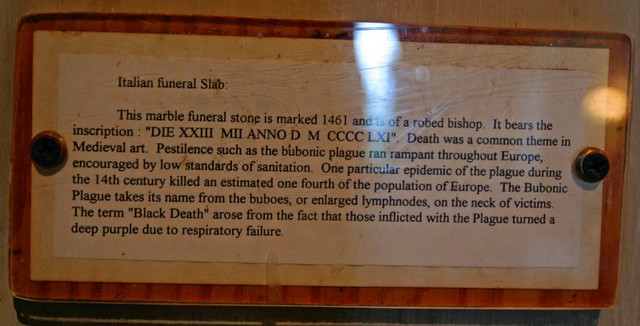 Italian funeral Slab:
This marble funeral stone is marked 1461 and is of a robed bishop. It bears the
inscription : "DIE XXIII MII ANNO D M CCCC LXI". Death was a common theme in
Medieval art. Pestilence such as the bubonic plague ran rampant throughout Europe,
encouraged by low standards of sanitation. One particular epidemic of the plague during
the 14th century killed an estimated one fourth of the population of Europe. The Bubonic
Plague takes its name from the buboes, or enlarged lymphnodes, on the neck of victims.
The term "Black Death" arose from the fact that those inflicted with the Plague turned a
deep purple due to respiratory failure.